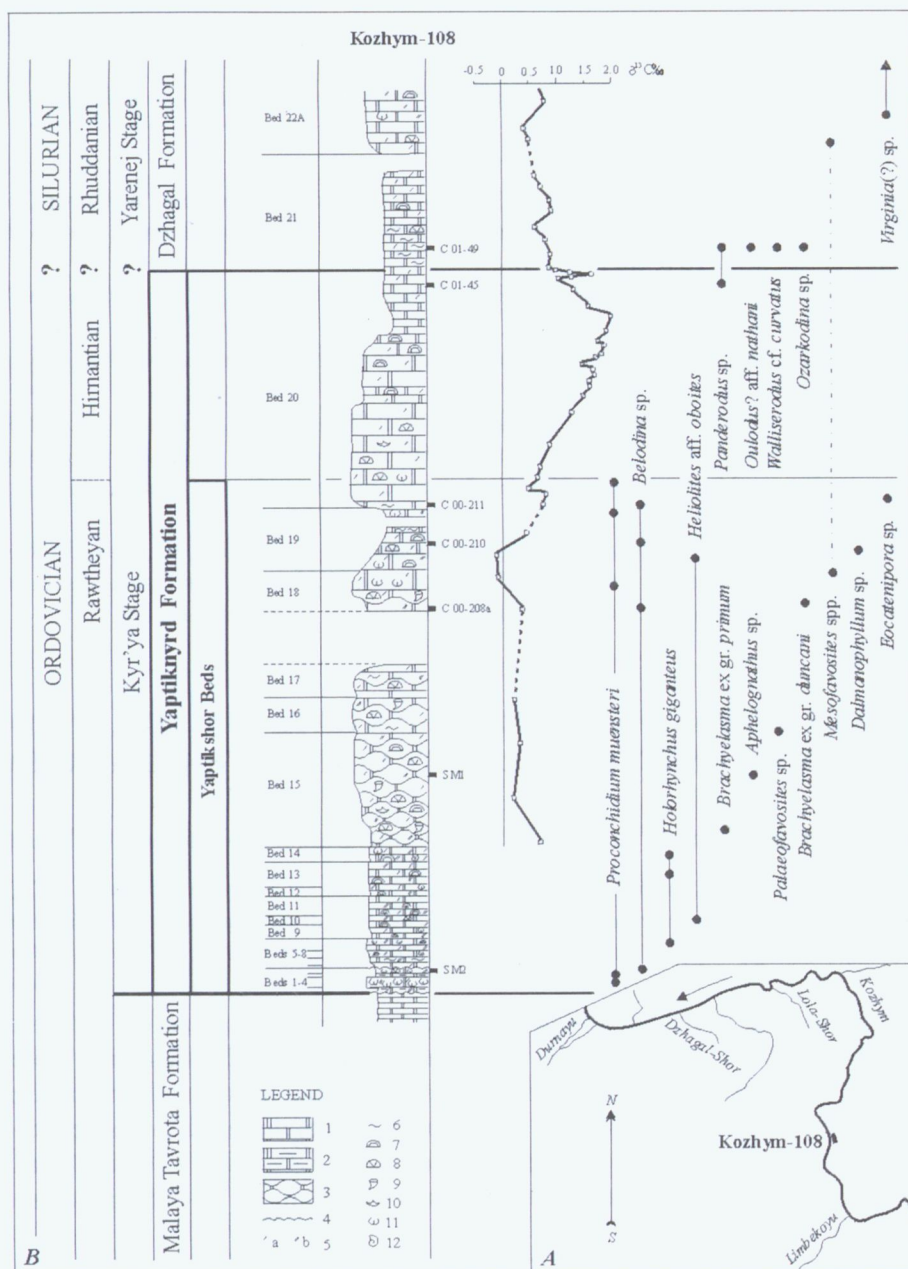 Kozhym-108
-0.5 0 0.5 1.0 1.5 2.0 δ¹³C‰
SILURIAN
?
ORDOVICIAN
Rhuddanian
?
Hirnantian
Rawtheyan
Yarenej Stage
?
Kyr'ya Stage
Dzhagal Formation
Yaptiknyrd Formation
Malaya Tavrota Formation
Yaptikshor Beds
Bed 22A
Bed 21
Bed 20
Bed 19
Bed 18
Bed 17
Bed 16
Bed 15
Bed 14
Bed 13
Bed 12
Bed 11
Bed 10
Bed 9
Beds 5-8
Beds 1-4
C 01-49
C 01-45
C 00-211
C 00-210
C 00-208a
SM1
SM2
Proconchidium muensteri
Belodina sp.
Holorhynchus giganteus
Heliolites aff. oboites
Brachyelasma ex gr. primum
Panderodus sp.
Aphelognathus sp.
Oulodus? aff. nathani
Palaeofavosites sp.
Walliserodus cf. curvatus
Brachyelasma ex gr. duncani
Ozarkodina sp.
Mesofavosites spp.
Dalmanophyllum sp.
Eocatenipora sp.
Virginia(?) sp.
LEGEND
1
2
3
4
a b 5
6
7
8
9
10
11
12
B
A
N
S
Durnayu
Dzhagal-Shor
Lola-Shor
Kozhym
Kozhym-108
Limbekoyu